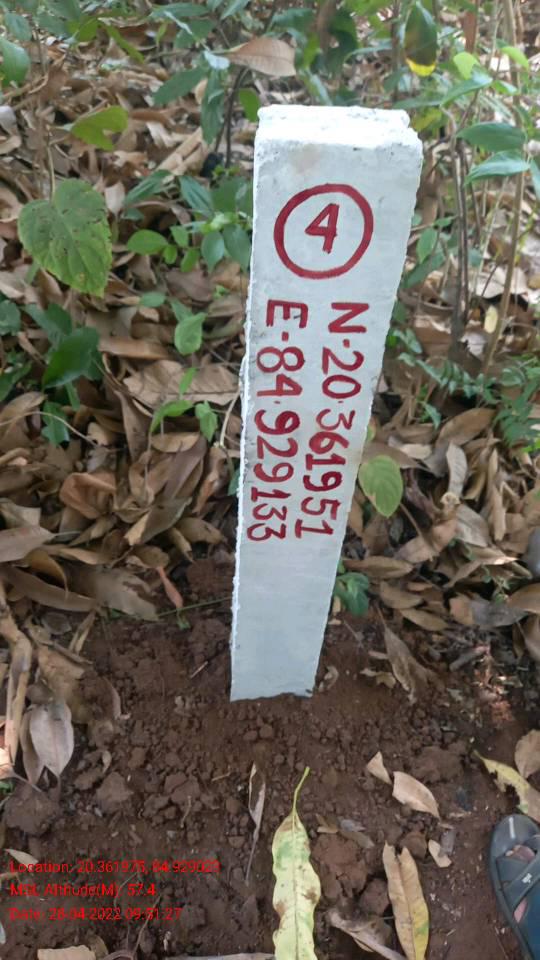 4
N-20.361951
E-84.929133
Location: 20.361975, 84.929023
MSL Altitude(M): 57.4
Date: 28-04-2022 09:51:27